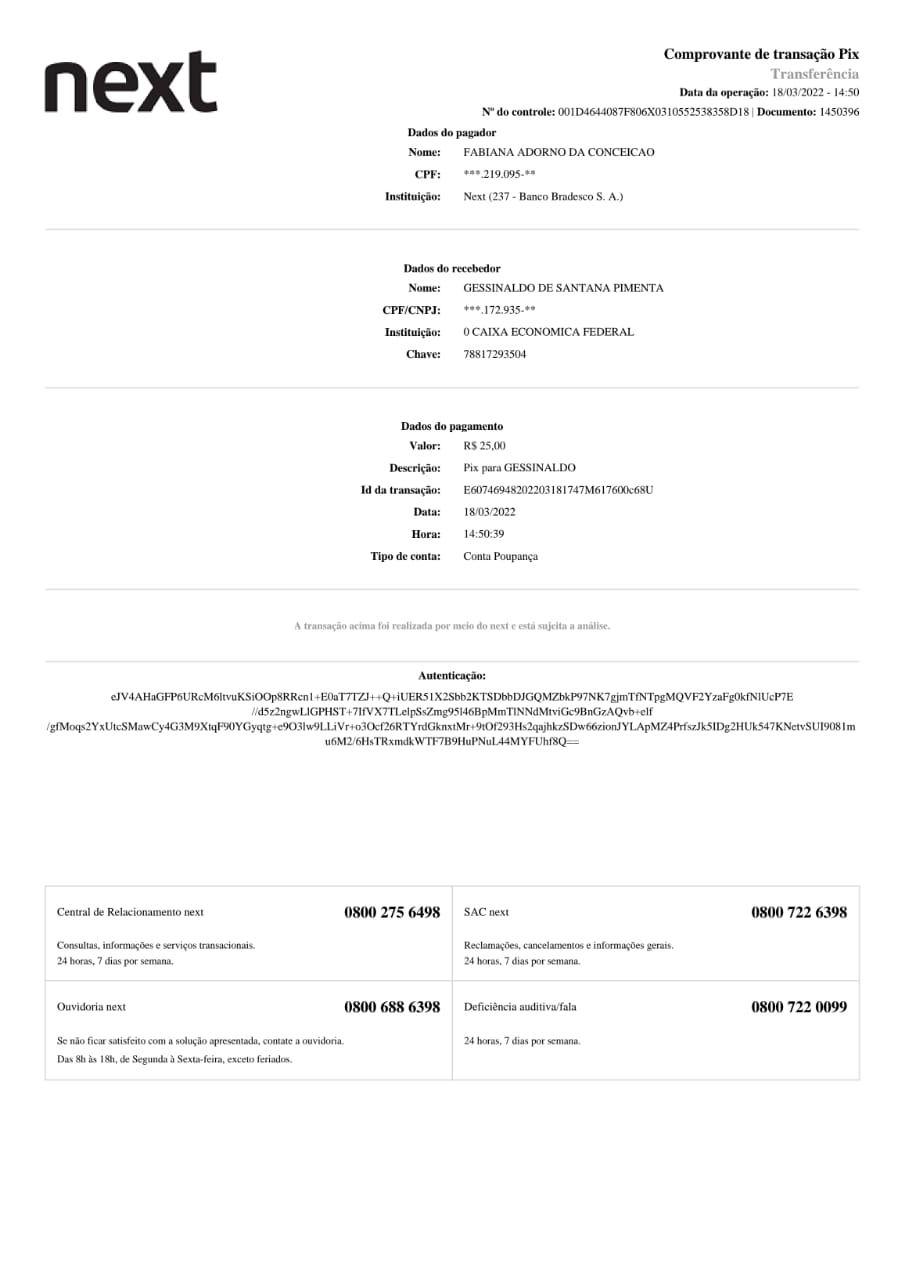 next
Comprovante de transação Pix
Transferência
Data da operação: 18/03/2022 - 14:50
Nº do controle: 001D4644087F806X0310552538358D18 | Documento: 1450396
Dados do pagador
Nome: FABIANA ADORNO DA CONCEICAO
CPF: ***.219.095-**
Instituição: Next (237 - Banco Bradesco S. A.)
Dados do recebedor
Nome: GESSINALDO DE SANTANA PIMENTA
CPF/CNPJ: ***.172.935-**
Instituição: 0 CAIXA ECONOMICA FEDERAL
Chave: 78817293504
Dados do pagamento
Valor: R$ 25,00
Descrição: Pix para GESSINALDO
Id da transação: E60746948202203181747M617600c68U
Data: 18/03/2022
Hora: 14:50:39
Tipo de conta: Conta Poupança
A transação acima foi realizada por meio do next e está sujeita a análise.
Autenticação:
eJV4AHaGFP6URcM6ltvuKSiOOp8RRcn1+E0aT7TZJ++Q+iUER51X2Sbb2KTSDbbDJGQMZbkP97NK7gjmTfNTpgMQVF2YzaFg0kfNlUcP7E
//d5z2ngwLlGPHST+7IfVX7TLelpSsZmg95l46BpMmTlNNdMtviGc9BnGzAQvb+elf
/gfMoqs2YxUtcSMawCy4G3M9XtqF90YGyqtg+e9O3lw9LLiVr+o3Ocf26RTYrdGknxtMr+9tOf293Hs2qajhkzSDw66zionJYLApMZ4PrfszJk5IDg2HUk547KNetvSUI9081m
u6M2/6HsTRxmdkWTF7B9HuPNuL44MYFUhf8Q==
Central de Relacionamento next 0800 275 6498
Consultas, informações e serviços transacionais.
24 horas, 7 dias por semana.
SAC next 0800 722 6398
Reclamações, cancelamentos e informações gerais.
24 horas, 7 dias por semana.
Ouvidoria next 0800 688 6398
Se não ficar satisfeito com a solução apresentada, contate a ouvidoria.
Das 8h às 18h, de Segunda à Sexta-feira, exceto feriados.
Deficiência auditiva/fala 0800 722 0099
24 horas, 7 dias por semana.